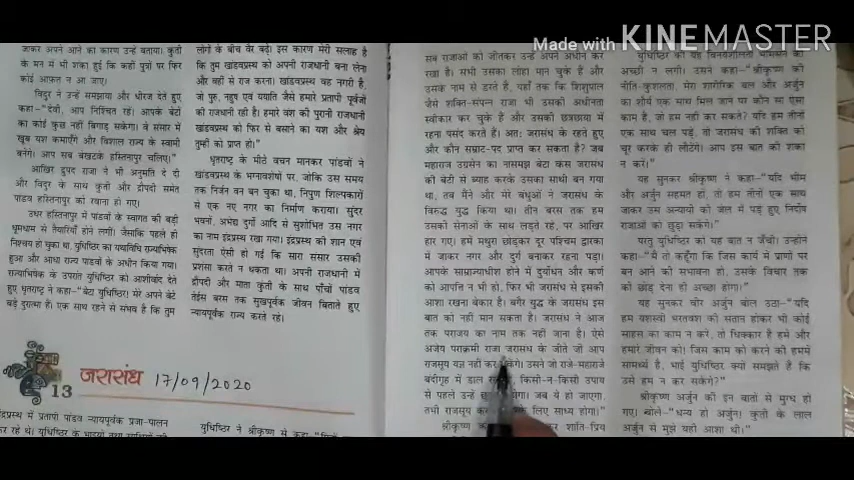 Made with KINEMASTER
जाकर अपने आने का कारण उन्हें बताया। कुंती
के मन में भी शंका हुई कि कहीं पुत्रों पर फिर
कोई आफत न आ जाए।
विदुर ने उन्हें समझाया और धीरज देते हुए
कहा–"देवी, आप निश्चिंत रहें। आपके बेटों
का कोई कुछ नहीं बिगाड़ सकेगा। वे संसार में
खूब यश कमाएँगे और विशाल राज्य के स्वामी
बनेंगे। आप सब बेखटके हस्तिनापुर चलिए।"
आखिर द्रुपद राजा ने भी अनुमति दे दी
और विदुर के साथ कुंती और द्रौपदी समेत
पांडव हस्तिनापुर को रवाना हो गए।
उधर हस्तिनापुर में पांडवों के स्वागत की बड़ी
धूमधाम से तैयारियाँ होने लगीं। जैसाकि पहले ही
निश्चय हो चुका था, युधिष्ठिर का यथाविधि राज्याभिषेक
हुआ और आधा राज्य पांडवों के अधीन किया गया।
राज्याभिषेक के उपरांत युधिष्ठिर को आशीर्वाद देते
हुए धृतराष्ट्र ने कहा–"बेटा युधिष्ठिर! मेरे अपने बेटे
बड़े दुरात्मा हैं। एक साथ रहने से संभव है कि तुम
लोगों के बीच वैर बढ़े। इस कारण मेरी सलाह है
कि तुम खांडवप्रस्थ को अपनी राजधानी बना लेना
और वहीं से राज करना। खांडवप्रस्थ वह नगरी है,
जो पुरु, नहुष एवं ययाति जैसे हमारे प्रतापी पूर्वजों
की राजधानी रही है। हमारे वंश की पुरानी राजधानी
खांडवप्रस्थ को फिर से बसाने का यश और श्रेय
तुम्हीं को प्राप्त हो।"
धृतराष्ट्र के मीठे वचन मानकर पांडवों ने
खांडवप्रस्थ के भग्नावशेषों पर, जोकि उस समय
तक निर्जन वन बन चुका था, निपुण शिल्पकारों
से एक नए नगर का निर्माण कराया। सुंदर
भवनों, अभेद्य दुर्गों आदि से सुशोभित उस नगर
का नाम इंद्रप्रस्थ रखा गया। इंद्रप्रस्थ की शान एवं
सुंदरता ऐसी हो गई कि सारा संसार उसकी
प्रशंसा करते न थकता था। अपनी राजधानी में
द्रौपदी और माता कुंती के साथ पाँचों पांडव
तेईस बरस तक सुखपूर्वक जीवन बिताते हुए
न्यायपूर्वक राज्य करते रहे।
13 जरासंध 17/09/2020
इंद्रप्रस्थ में प्रतापी पांडव न्यायपूर्वक प्रजा-पालन
कर रहे थे। युधिष्ठिर के भाइयों तथा साथियों की
युधिष्ठिर ने श्रीकृष्ण से कहा–
सब राजाओं को जीतकर उन्हें अपने अधीन कर
रखा है। सभी उसका लोहा मान चुके हैं और
उसके नाम से डरते हैं, यहाँ तक कि शिशुपाल
जैसे शक्ति-संपन्न राजा भी उसकी अधीनता
स्वीकार कर चुके हैं और उसकी छत्रछाया में
रहना पसंद करते हैं। अतः जरासंध के रहते हुए
और कौन सम्राट-पद प्राप्त कर सकता है? जब
महाराज उग्रसेन का नासमझ बेटा कंस जरासंध
की बेटी से ब्याह करके उसका साथी बन गया
था, तब मैंने और मेरे बंधुओं ने जरासंध के
विरुद्ध युद्ध किया था। तीन बरस तक हम
उसकी सेनाओं के साथ लड़ते रहे, पर आखिर
हार गए। हमें मथुरा छोड़कर दूर पश्चिम द्वारका
में जाकर नगर और दुर्ग बनाकर रहना पड़ा।
आपके साम्राज्याधीश होने में दुर्योधन और कर्ण
को आपत्ति न भी हो, फिर भी जरासंध से इसकी
आशा रखना बेकार है। बगैर युद्ध के जरासंध इस
बात को नहीं मान सकता है। जरासंध ने आज
तक पराजय का नाम तक नहीं जाना है। ऐसे
अजेय पराक्रमी राजा जरासंध के जीते जी आप
राजसूय यज्ञ नहीं कर सकेंगे। उसने जो राजे-महाराजे
बंदीगृह में डाल किसी-न-किसी उपाय
से पहले उन्हें होगा। जब ये हो जाएगा,
तभी राजसूय के लिए साध्य होगा।"
श्रीकृष्ण शांति-प्रिय
युधिष्ठिर की यह विनयशीलता भीमसेन को
अच्छी न लगी। उसने कहा–"श्रीकृष्ण की
नीति-कुशलता, मेरा शारीरिक बल और अर्जुन
का शौर्य एक साथ मिल जाने पर कौन सा ऐसा
काम है, जो हम नहीं कर सकते? यदि हम तीनों
एक साथ चल पड़ें, तो जरासंध की शक्ति को
चूर करके ही लौटेंगे। आप इस बात की शंका
न करें।"
यह सुनकर श्रीकृष्ण ने कहा–"यदि भीम
और अर्जुन सहमत हों, तो हम तीनों एक साथ
जाकर उस अन्यायी की जेल में पड़े हुए निर्दोष
राजाओं को छुड़ा सकेंगे।"
परंतु युधिष्ठिर को यह बात न जँची। उन्होंने
कहा–"मैं तो कहूँगा कि जिस कार्य में प्राणों पर
बन आने की संभावना हो, उसके विचार तक
को छोड़ देना ही अच्छा होगा।"
यह सुनकर वीर अर्जुन बोल उठा–"यदि
हम यशस्वी भरतवंश की संतान होकर भी कोई
साहस का काम न करें, तो धिक्कार है हमें और
हमारे जीवन को! जिस काम को करने की हममें
सामर्थ्य है, भाई युधिष्ठिर क्यों समझते हैं कि
उसे हम न कर सकेंगे?"
श्रीकृष्ण अर्जुन की इन बातों से मुग्ध हो
गए। बोले–"धन्य हो अर्जुन! कुंती के लाल
अर्जुन से मुझे यही आशा थी।"